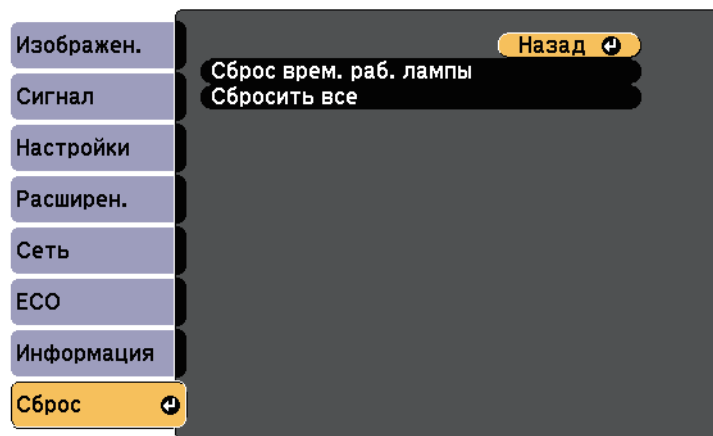 Изображен.
Сигнал
Настройки
Расширен.
Сеть
ECO
Информация
Сброс
Назад
Сброс врем. раб. лампы
Сбросить все